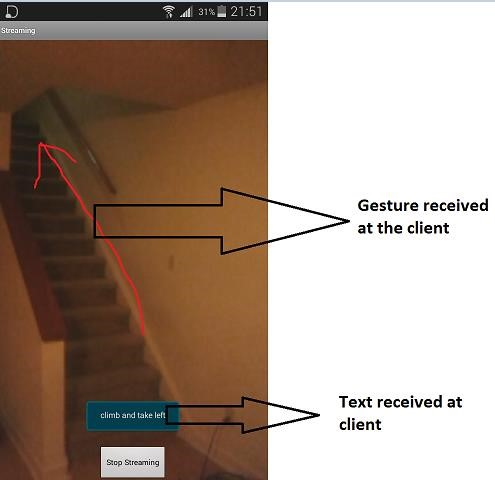 31% 21:51
Streaming
Gesture received
at the client
climb and take left
Text received at
client
Stop Streaming